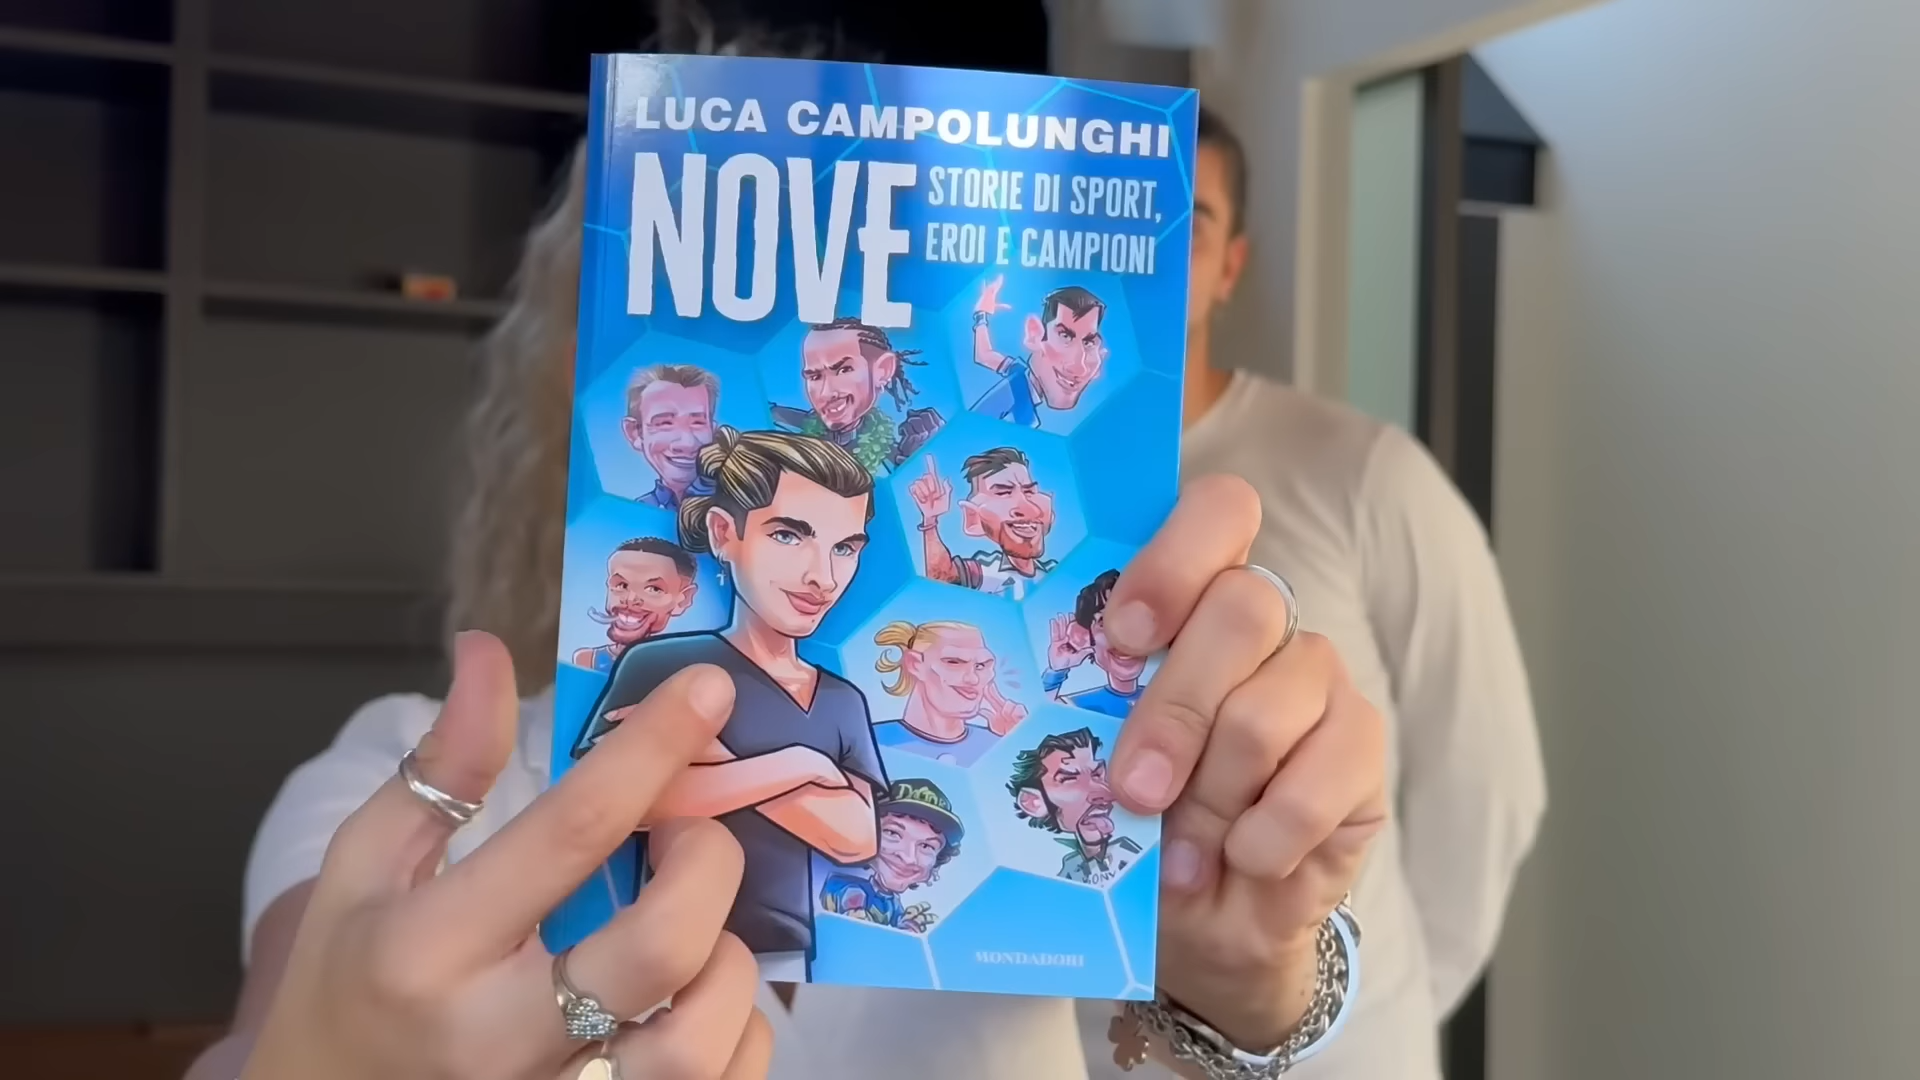 LUCA CAMPOLUNGHI
NOVE
STORIE DI SPORT,
EROI E CAMPIONI
MONDADORI